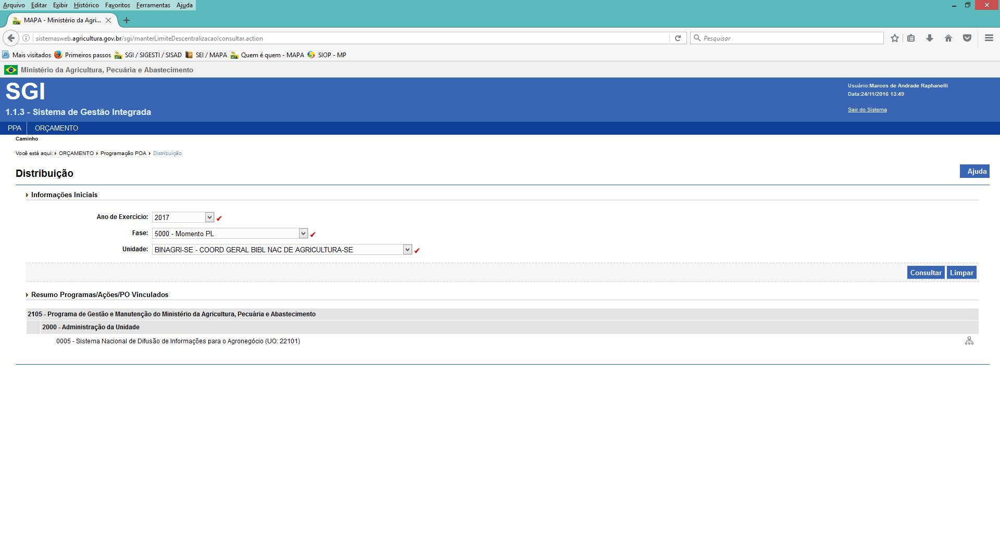 Arquivo Editar Exibir Histórico Favoritos Ferramentas Ajuda
MAPA - Ministério da Agri...
sistemasweb.agricultura.gov.br/sgi/manterLimiteDescentralizacao!consultar.action
Pesquisar
Mais visitados Primeiros passos SGI / SIGESTI / SISAD SEI / MAPA Quem é quem - MAPA SIOP - MP
Ministério da Agricultura, Pecuária e Abastecimento
SGI
Usuário:Marcos de Andrade Raphanelli
Data:24/11/2016 13:49
1.1.3 - Sistema de Gestão Integrada
Sair do Sistema
PPA ORÇAMENTO
Caminho
Você está aqui: ORÇAMENTO Programação POA Distribuição
Distribuição
Ajuda
Informações Iniciais
Ano de Exercício: 2017
Fase: 5000 - Momento PL
Unidade: BINAGRI-SE - COORD GERAL BIBL NAC DE AGRICULTURA-SE
Consultar Limpar
Resumo Programas/Ações/PO Vinculados
2105 - Programa de Gestão e Manutenção do Ministério da Agricultura, Pecuária e Abastecimento
2000 - Administração da Unidade
0005 - Sistema Nacional de Difusão de Informações para o Agronegócio (UO: 22101)